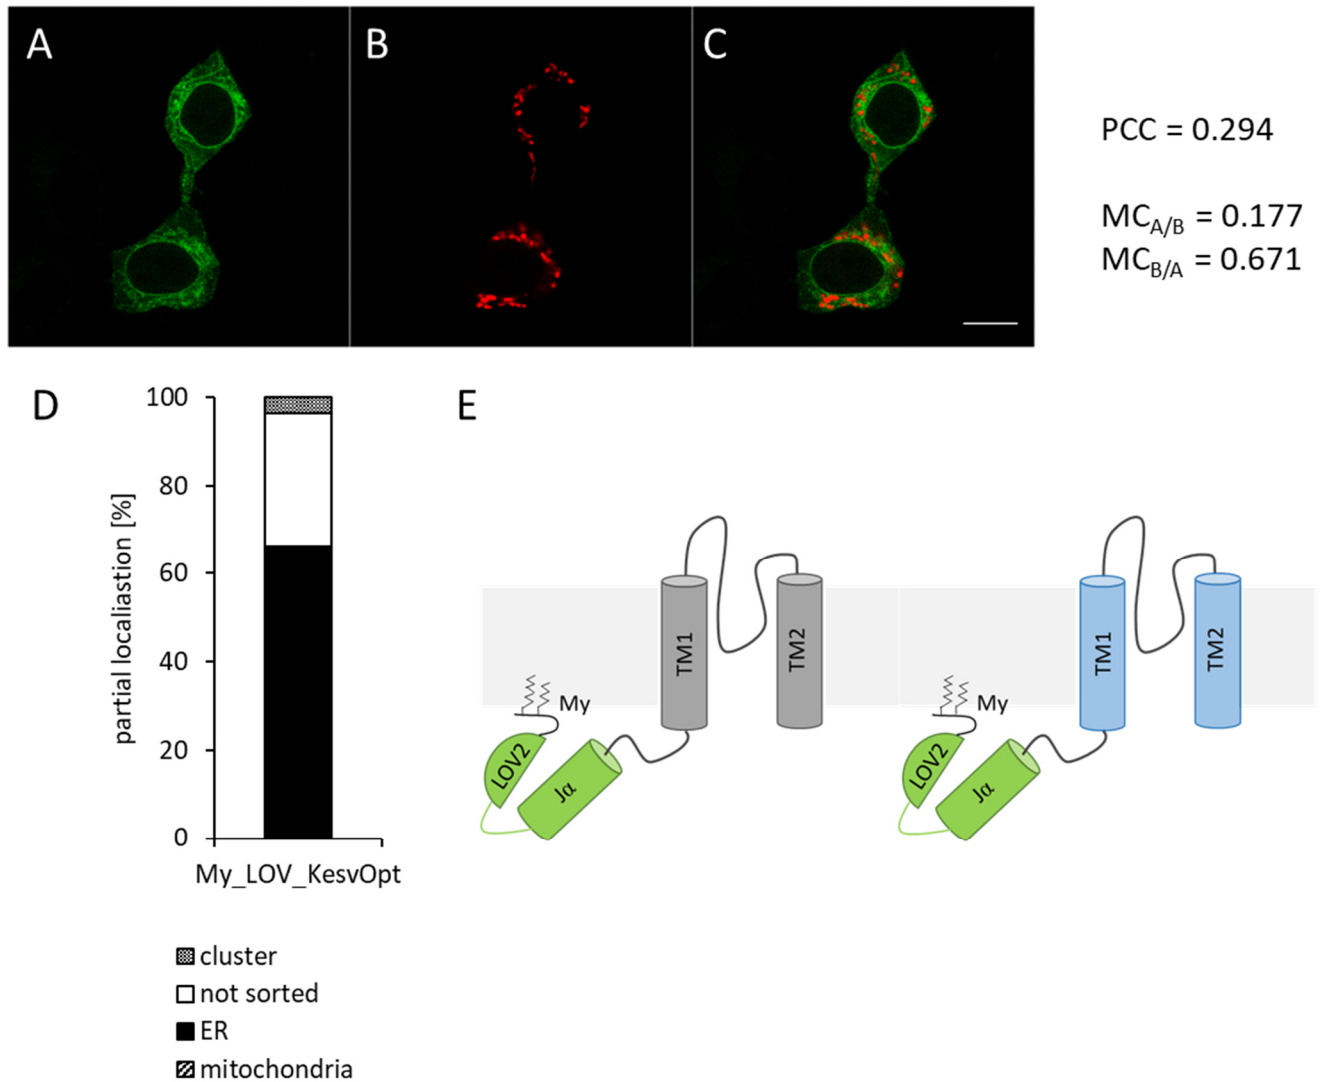 A
B
C
PCC = 0.294
MCA/B = 0.177
MCB/A = 0.671
D
E
partial localiastion [%]
100
80
60
40
20
0
My_LOV_KesvOpt
cluster
not sorted
ER
mitochondria
TM1
TM2
My
LOV2
Jα
TM1
TM2
My
LOV2
Jα